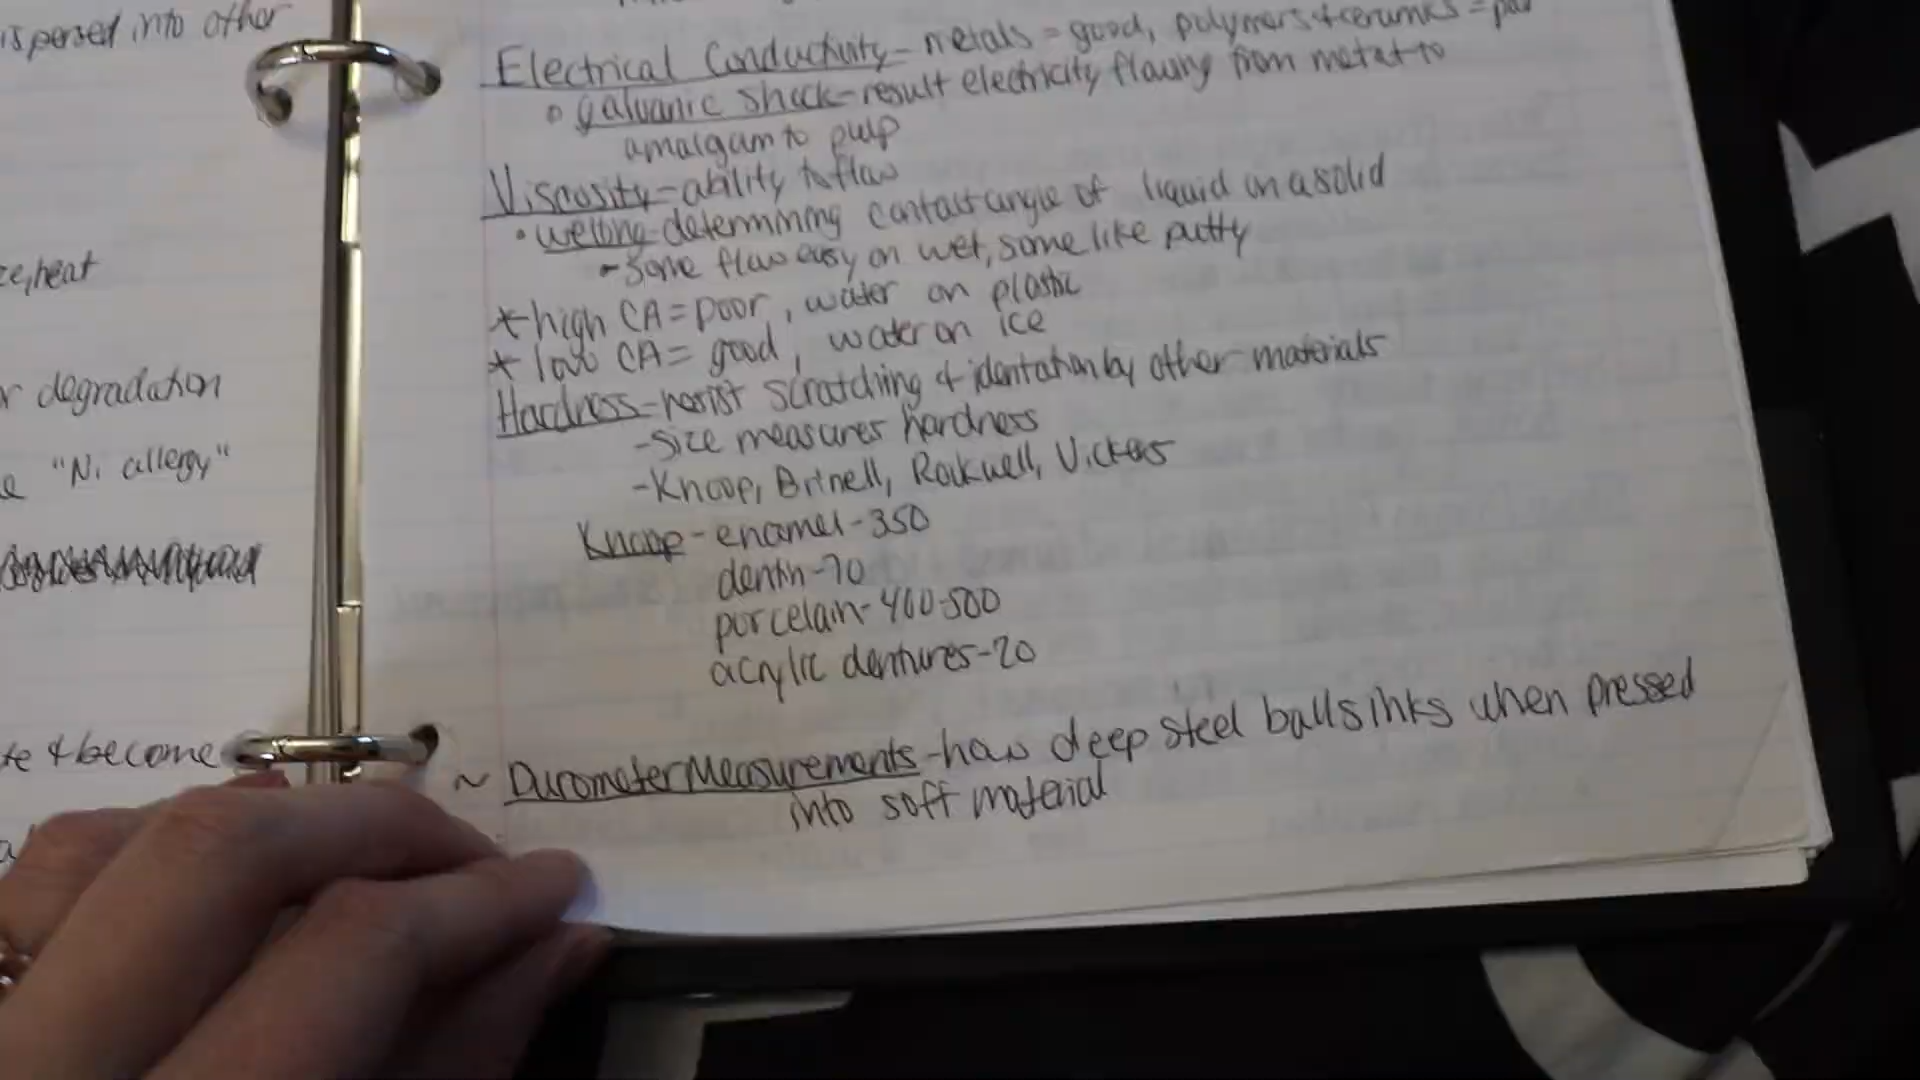 ispersed into other
ce, heat
r degradation
e "Ni allergy"
te & become
Electrical Conductivity - metals = good, polymers & ceramics =
galvanic shock - result electricity flowing from metal to
amalgam to pulp
Viscosity - ability to flow
• wetting - determining contact angle of liquid on a solid
- Some flow easy on wet, some like putty
* high CA = poor, water on plastic
* low CA = good, water on ice
Hardness - resist scratching & identation by other materials
- Size measures hardness
- Knoop, Brinell, Rockwell, Vickers
Knoop - enamel - 350
dentin - 70
porcelain - 400-500
acrylic dentures - 20
~ Durometer Measurements - how deep steel ball sinks when pressed
into soft material